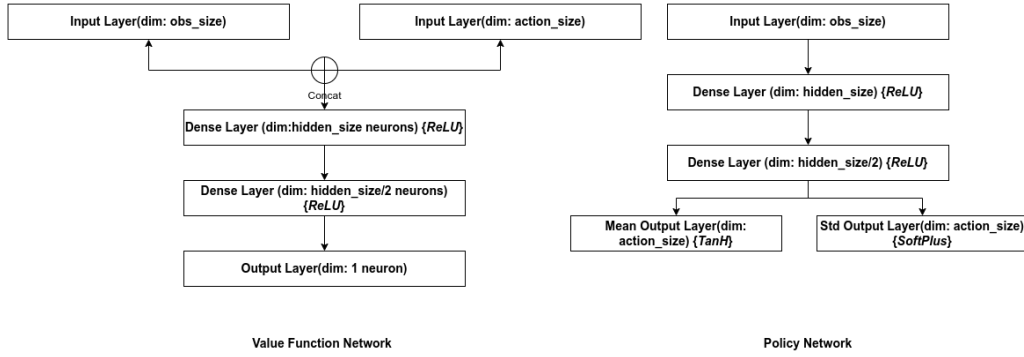 Input Layer(dim: obs_size)
Input Layer(dim: action_size)
Concat
Dense Layer (dim:hidden_size neurons) {ReLU}
Dense Layer (dim: hidden_size/2 neurons)
{ReLU}
Output Layer(dim: 1 neuron)
Value Function Network
Input Layer(dim: obs_size)
Dense Layer (dim: hidden_size) {ReLU}
Dense Layer (dim: hidden_size/2) {ReLU}
Mean Output Layer(dim:
action_size) {TanH}
Std Output Layer(dim: action_size)
{SoftPlus}
Policy Network